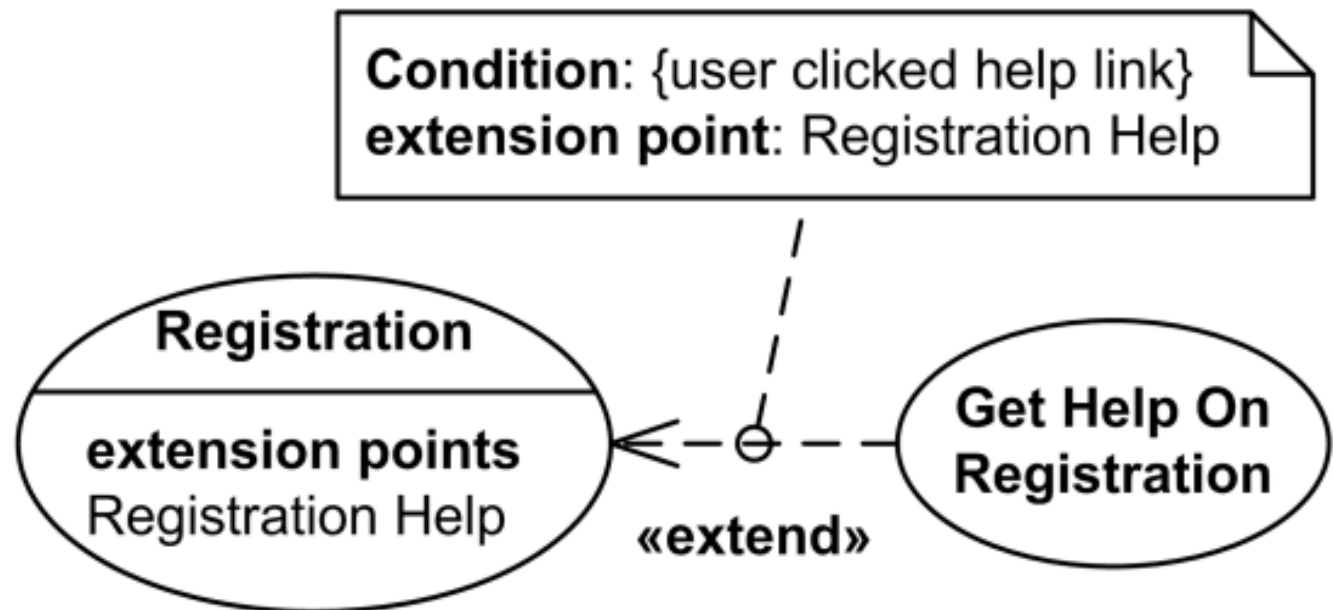 Condition: {user clicked help link}
extension point: Registration Help
Registration
extension points
Registration Help
«extend»
Get Help On
Registration